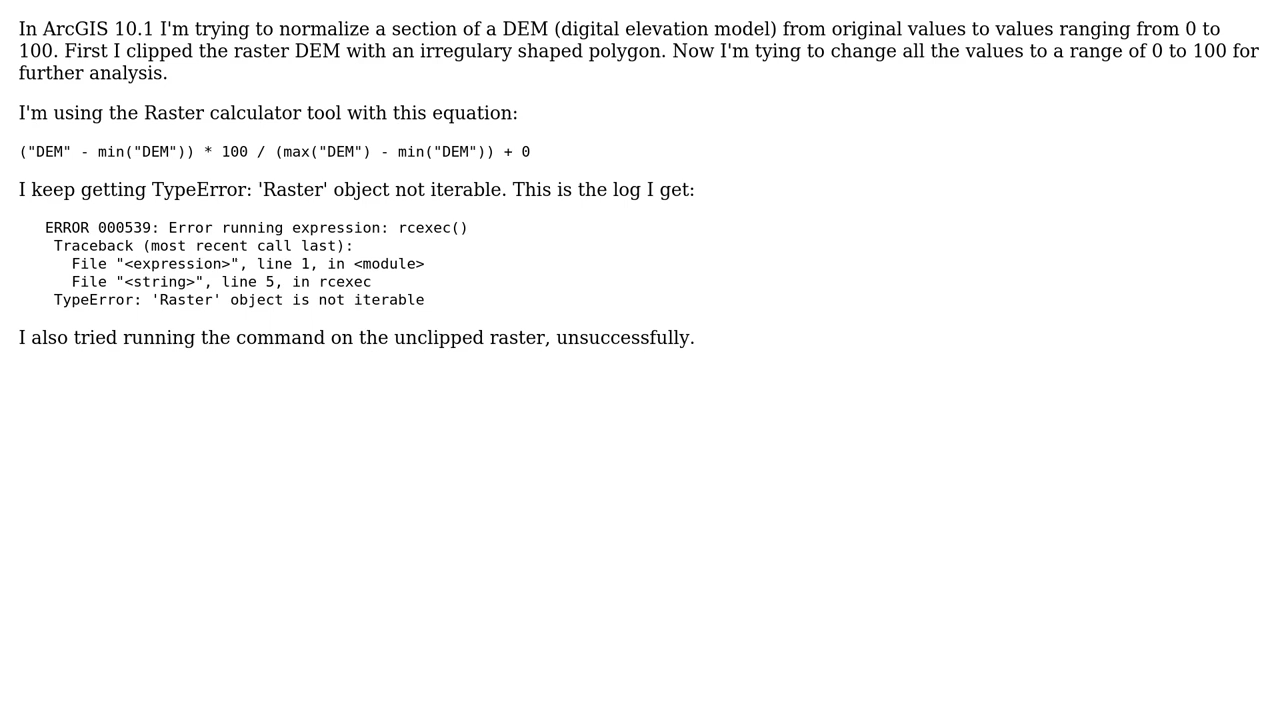 In ArcGIS 10.1 I'm trying to normalize a section of a DEM (digital elevation model) from original values to values ranging from 0 to
100. First I clipped the raster DEM with an irregulary shaped polygon. Now I'm tying to change all the values to a range of 0 to 100 for
further analysis.
I'm using the Raster calculator tool with this equation:
("DEM" - min("DEM")) * 100 / (max("DEM") - min("DEM")) + 0
I keep getting TypeError: 'Raster' object not iterable. This is the log I get:
ERROR 000539: Error running expression: rcexec()
Traceback (most recent call last):
File "<expression>", line 1, in <module>
File "<string>", line 5, in rcexec
TypeError: 'Raster' object is not iterable
I also tried running the command on the unclipped raster, unsuccessfully.